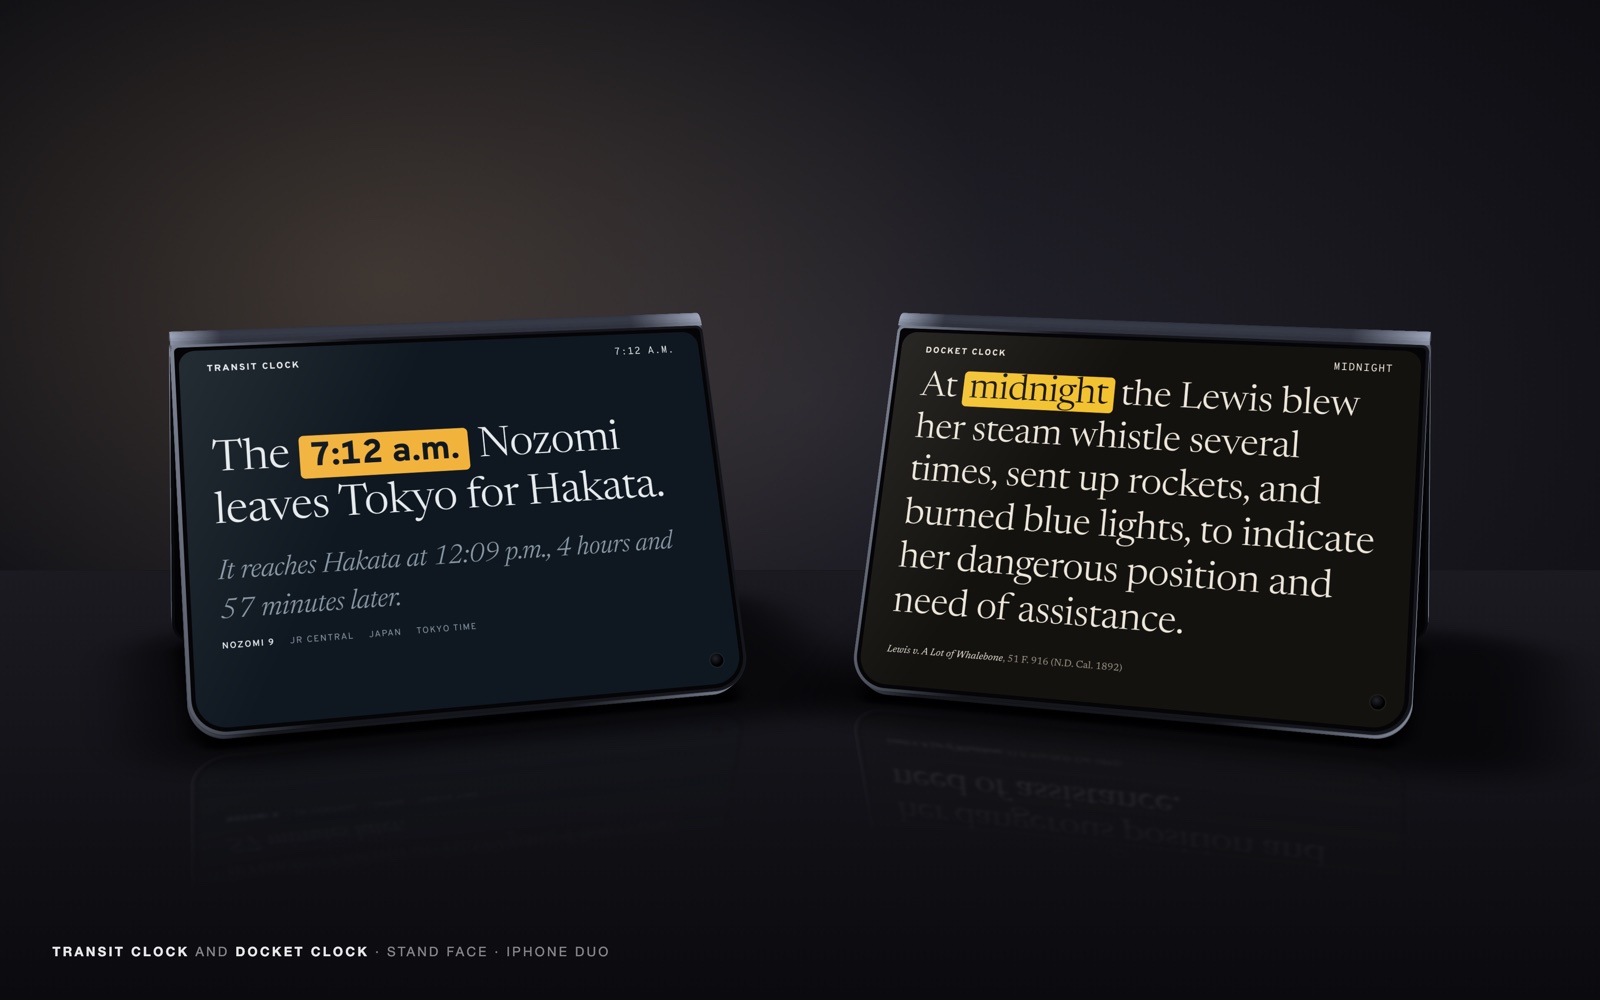 TRANSIT CLOCK
7:12 A.M.
The 7:12 a.m. Nozomi
leaves Tokyo for Hakata.
It reaches Hakata at 12:09 p.m., 4 hours and
57 minutes later.
NOZOMI 9 JR CENTRAL JAPAN TOKYO TIME
DOCKET CLOCK
MIDNIGHT
At midnight the Lewis blew
her steam whistle several
times, sent up rockets, and
burned blue lights, to indicate
her dangerous position and
need of assistance.
Lewis v. A Lot of Whalebone, 51 F. 916 (N.D. Cal. 1892)
TRANSIT CLOCK AND DOCKET CLOCK · STAND FACE · IPHONE DUO